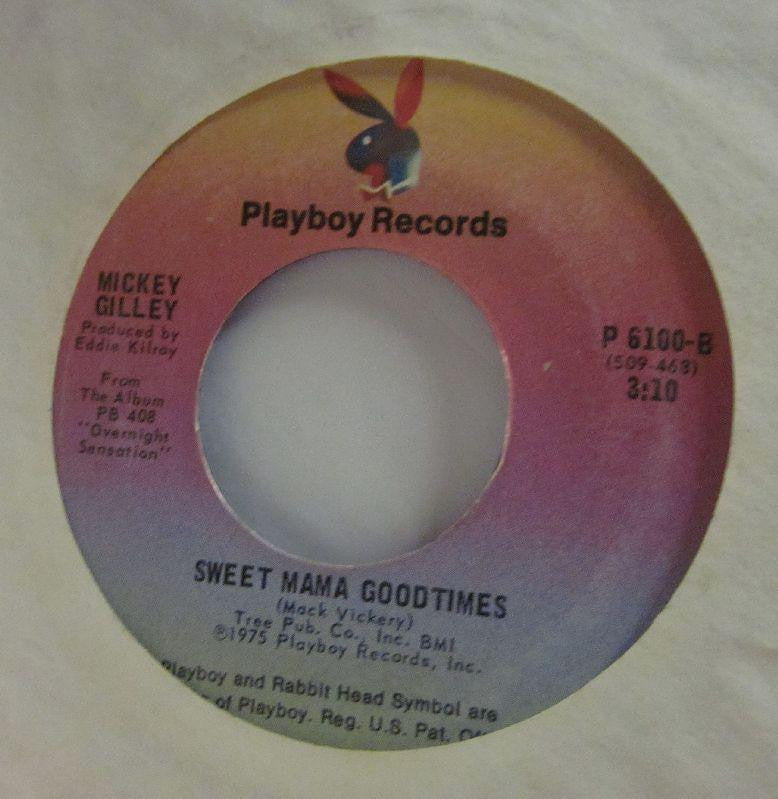 Playboy Records
MICKEY
GILLEY
Produced by
Eddie Kilroy
From
The Album
PB 408
"Overnight
Sensation"
P 6100-B
(509-463)
3:10
SWEET MAMA GOODTIMES
(Mack Vickery)
Tree Pub. Co., Inc. BMI
℗1975 Playboy Records, Inc.
Playboy and Rabbit Head Symbol are
of Playboy. Reg. U.S. Pat.